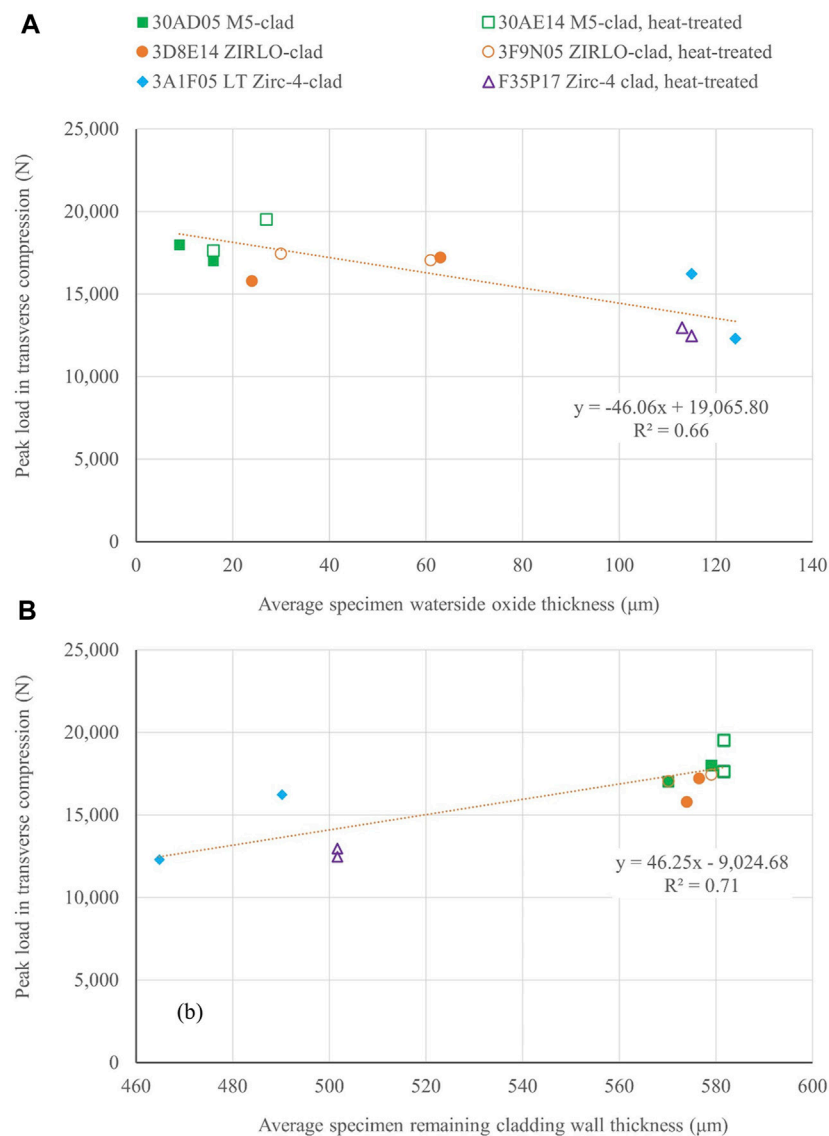 A
30AD05 M5-clad
30AE14 M5-clad, heat-treated
3D8E14 ZIRLO-clad
3F9N05 ZIRLO-clad, heat-treated
3A1F05 LT Zirc-4-clad
F35P17 Zirc-4 clad, heat-treated
Peak load in transverse compression (N)
25,000
20,000
15,000
10,000
5,000
0
y = -46.06x + 19,065.80
R² = 0.66
0 20 40 60 80 100 120 140
Average specimen waterside oxide thickness (μm)
B
Peak load in transverse compression (N)
25,000
20,000
15,000
10,000
5,000
0
y = 46.25x - 9,024.68
R² = 0.71
(b)
460 480 500 520 540 560 580 600
Average specimen remaining cladding wall thickness (μm)